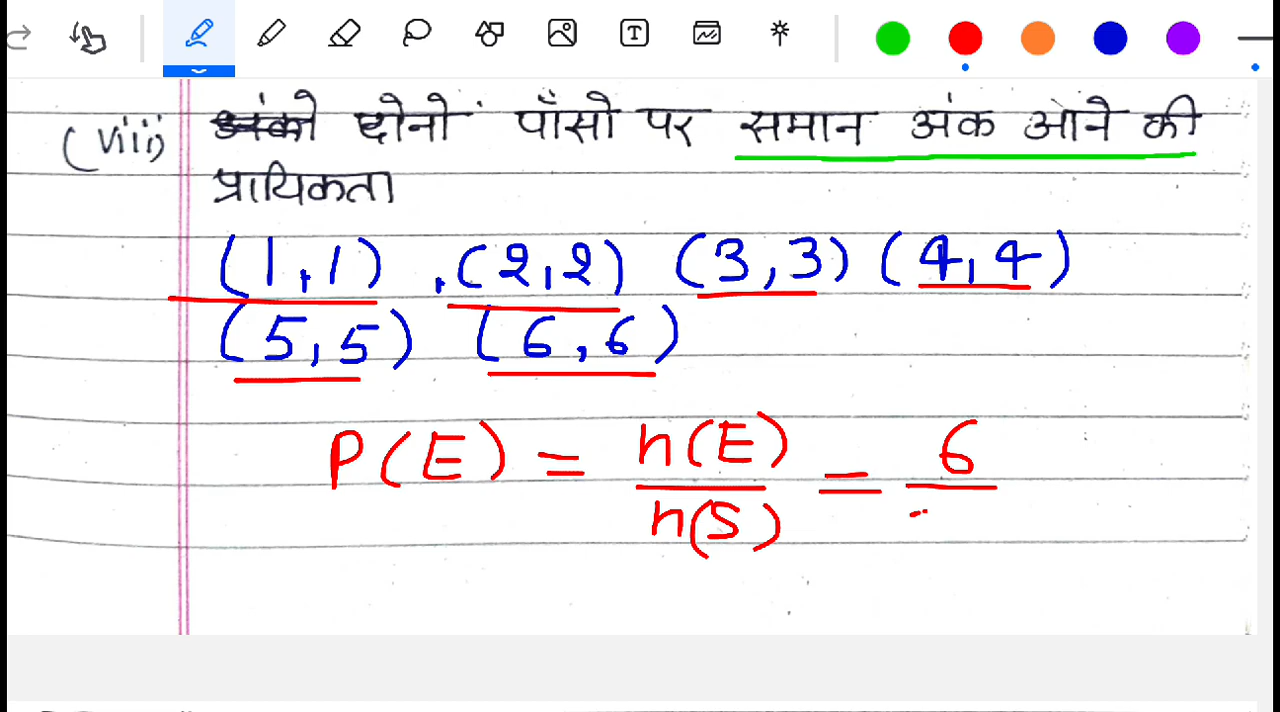 (viii) अंको दोनों पाँसो पर समान अंक आने की
प्रायिकता
(1,1) , (2,2) (3,3) (4,4)
(5,5) (6,6)
P(E) = n(E)/n(S) = 6/